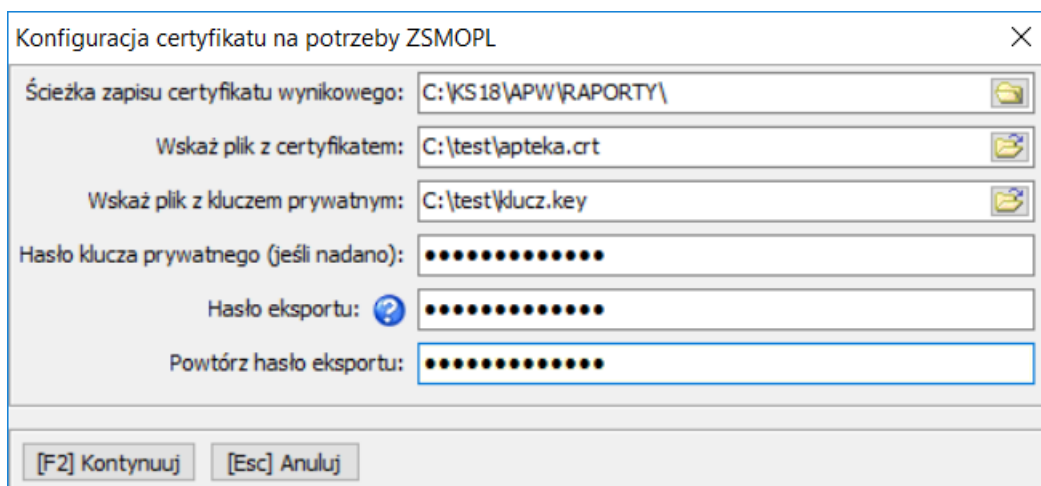 Konfiguracja certyfikatu na potrzeby ZSMOPL
Ścieżka zapisu certyfikatu wynikowego: C:\KS18\APW\RAPORTY\
Wskaż plik z certyfikatem: C:\test\apteka.crt
Wskaż plik z kluczem prywatnym: C:\test\klucz.key
Hasło klucza prywatnego (jeśli nadano): •••••••••••••
Hasło eksportu: ? •••••••••••••
Powtórz hasło eksportu: •••••••••••••
[F2] Kontynuuj [Esc] Anuluj